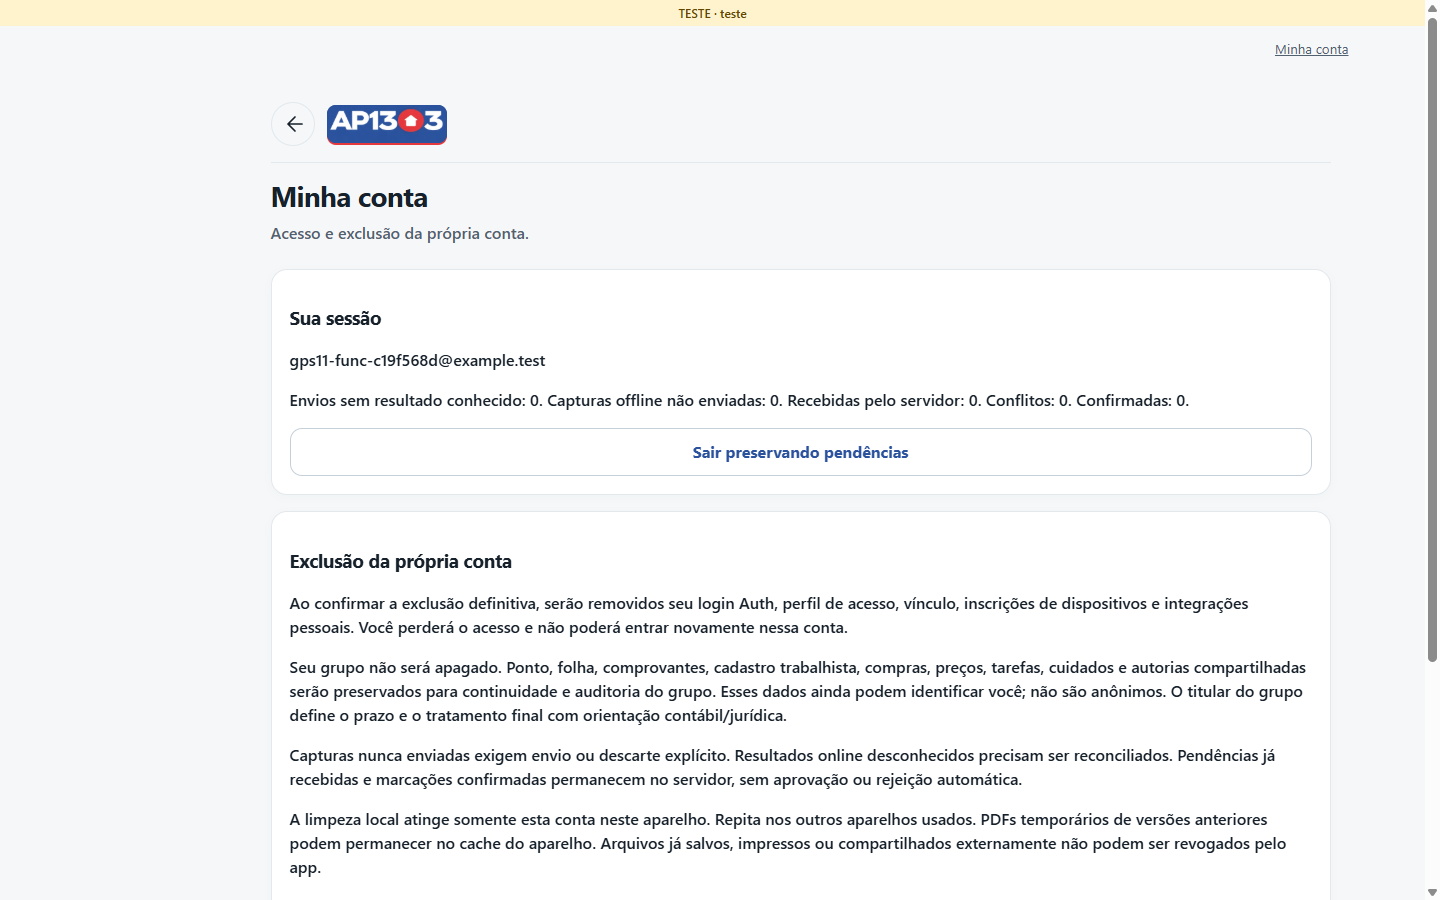 TESTE · teste
Minha conta
AP1303
Minha conta
Acesso e exclusão da própria conta.
Sua sessão
gps11-func-c19f568d@example.test
Envios sem resultado conhecido: 0. Capturas offline não enviadas: 0. Recebidas pelo servidor: 0. Conflitos: 0. Confirmadas: 0.
Sair preservando pendências
Exclusão da própria conta
Ao confirmar a exclusão definitiva, serão removidos seu login Auth, perfil de acesso, vínculo, inscrições de dispositivos e integrações
pessoais. Você perderá o acesso e não poderá entrar novamente nessa conta.
Seu grupo não será apagado. Ponto, folha, comprovantes, cadastro trabalhista, compras, preços, tarefas, cuidados e autorias compartilhadas
serão preservados para continuidade e auditoria do grupo. Esses dados ainda podem identificar você; não são anônimos. O titular do grupo
define o prazo e o tratamento final com orientação contábil/jurídica.
Capturas nunca enviadas exigem envio ou descarte explícito. Resultados online desconhecidos precisam ser reconciliados. Pendências já
recebidas e marcações confirmadas permanecem no servidor, sem aprovação ou rejeição automática.
A limpeza local atinge somente esta conta neste aparelho. Repita nos outros aparelhos usados. PDFs temporários de versões anteriores
podem permanecer no cache do aparelho. Arquivos já salvos, impressos ou compartilhados externamente não podem ser revogados pelo
app.